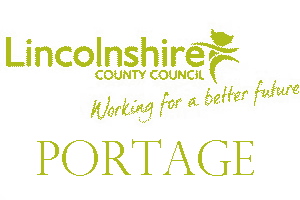 Lincolnshire
COUNTY COUNCIL
Working for a better future
PORTAGE